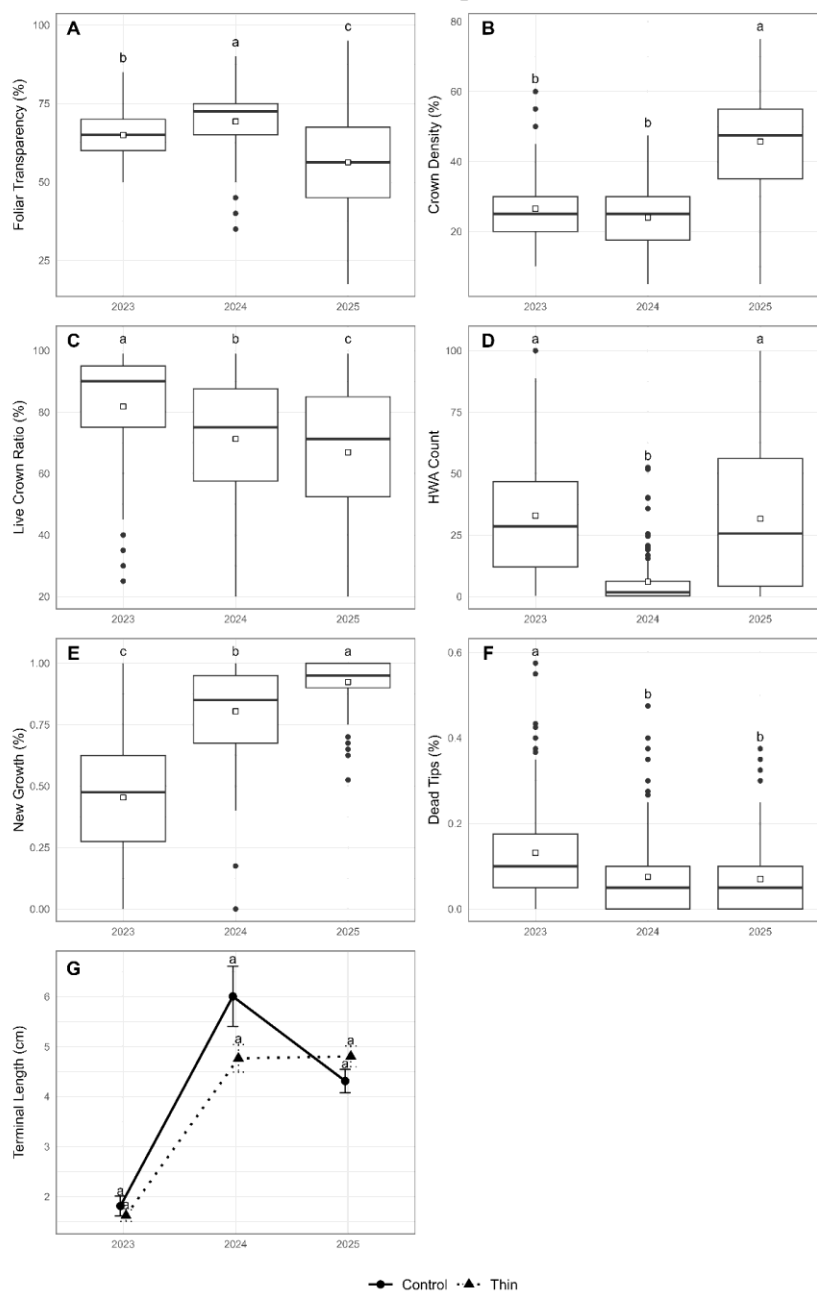 A
b
a
c
100
75
50
25
Foliar Transparency (%)
2023
2024
2025
B
b
b
a
80
60
40
20
Crown Density (%)
2023
2024
2025
C
a
b
c
100
80
60
40
20
Live Crown Ratio (%)
2023
2024
2025
D
a
b
a
100
75
50
25
0
HWA Count
2023
2024
2025
E
c
b
a
1.00
0.75
0.50
0.25
0.00
New Growth (%)
2023
2024
2025
F
a
b
b
0.6
0.4
0.2
0.0
Dead Tips (%)
2023
2024
2025
G
a
a
a
a
a
a
6
5
4
3
2
Terminal Length (cm)
2023
2024
2025
Control
Thin